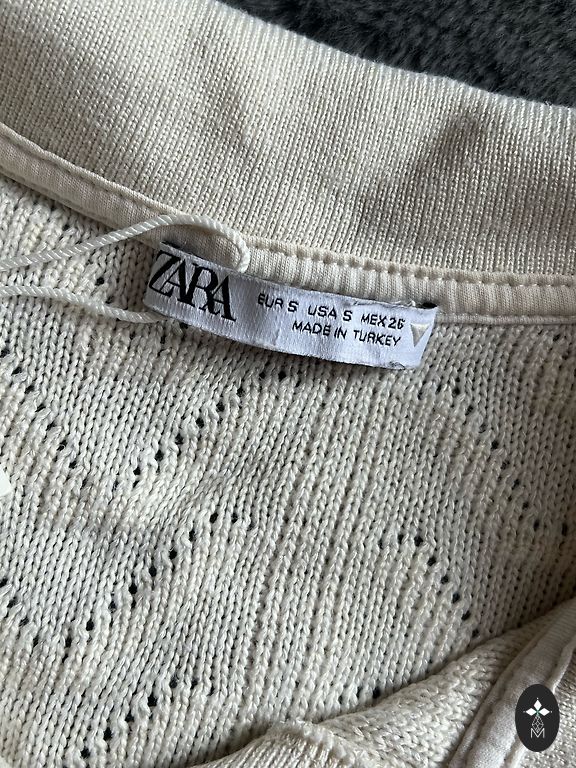 ZARA
EUR S USA S MEX 26
MADE IN TURKEY
M